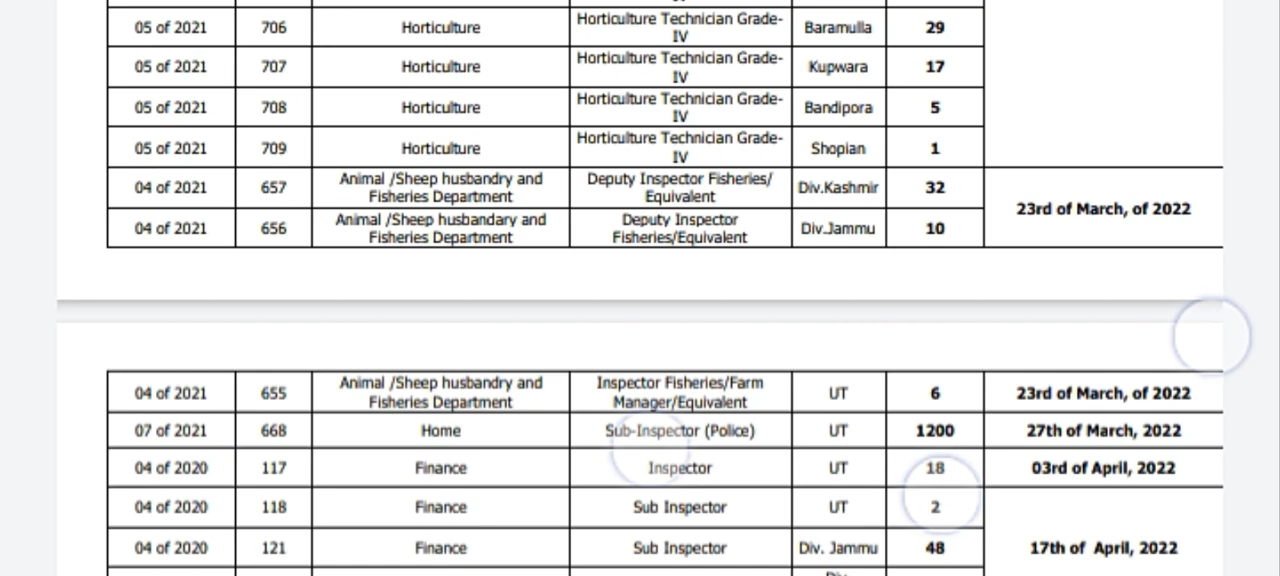 05 of 2021 706 Horticulture Horticulture Technician Grade-
IV Baramulla 29
05 of 2021 707 Horticulture Horticulture Technician Grade-
IV Kupwara 17
05 of 2021 708 Horticulture Horticulture Technician Grade-
IV Bandipora 5
05 of 2021 709 Horticulture Horticulture Technician Grade-
IV Shopian 1
04 of 2021 657 Animal /Sheep husbandry and
Fisheries Department Deputy Inspector Fisheries/
Equivalent Div.Kashmir 32
23rd of March, of 2022
04 of 2021 656 Animal /Sheep husbandary and
Fisheries Department Deputy Inspector
Fisheries/Equivalent Div.Jammu 10
04 of 2021 655 Animal /Sheep husbandry and
Fisheries Department Inspector Fisheries/Farm
Manager/Equivalent UT 6 23rd of March, of 2022
07 of 2021 668 Home Sub-Inspector (Police) UT 1200 27th of March, 2022
04 of 2020 117 Finance Inspector UT 18 03rd of April, 2022
04 of 2020 118 Finance Sub Inspector UT 2
04 of 2020 121 Finance Sub Inspector Div. Jammu 48 17th of April, 2022